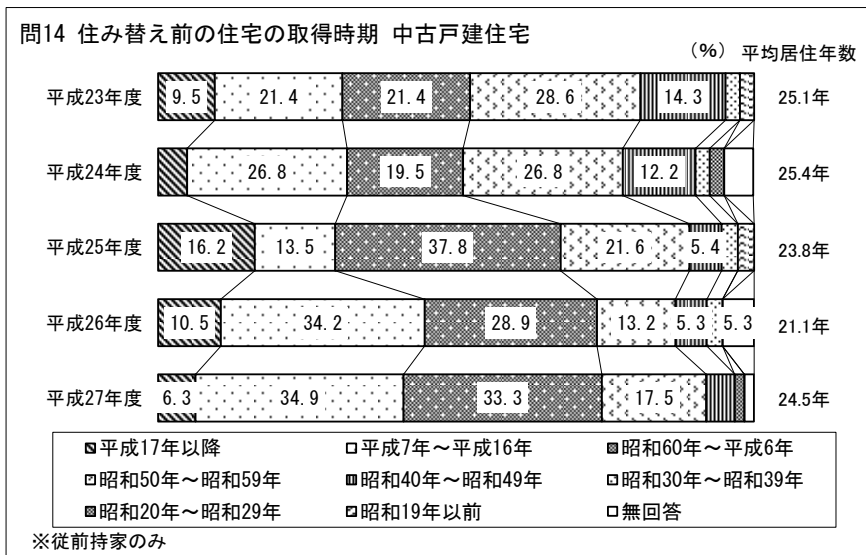 問14 住み替え前の住宅の取得時期 中古戸建住宅
(%) 平均居住年数
平成23年度 9.5 21.4 21.4 28.6 14.3 25.1年
平成24年度 26.8 19.5 26.8 12.2 25.4年
平成25年度 16.2 13.5 37.8 21.6 5.4 23.8年
平成26年度 10.5 34.2 28.9 13.2 5.3 5.3 21.1年
平成27年度 6.3 34.9 33.3 17.5 24.5年
平成17年以降 平成7年～平成16年 昭和60年～平成6年
昭和50年～昭和59年 昭和40年～昭和49年 昭和30年～昭和39年
昭和20年～昭和29年 昭和19年以前 無回答
※従前持家のみ